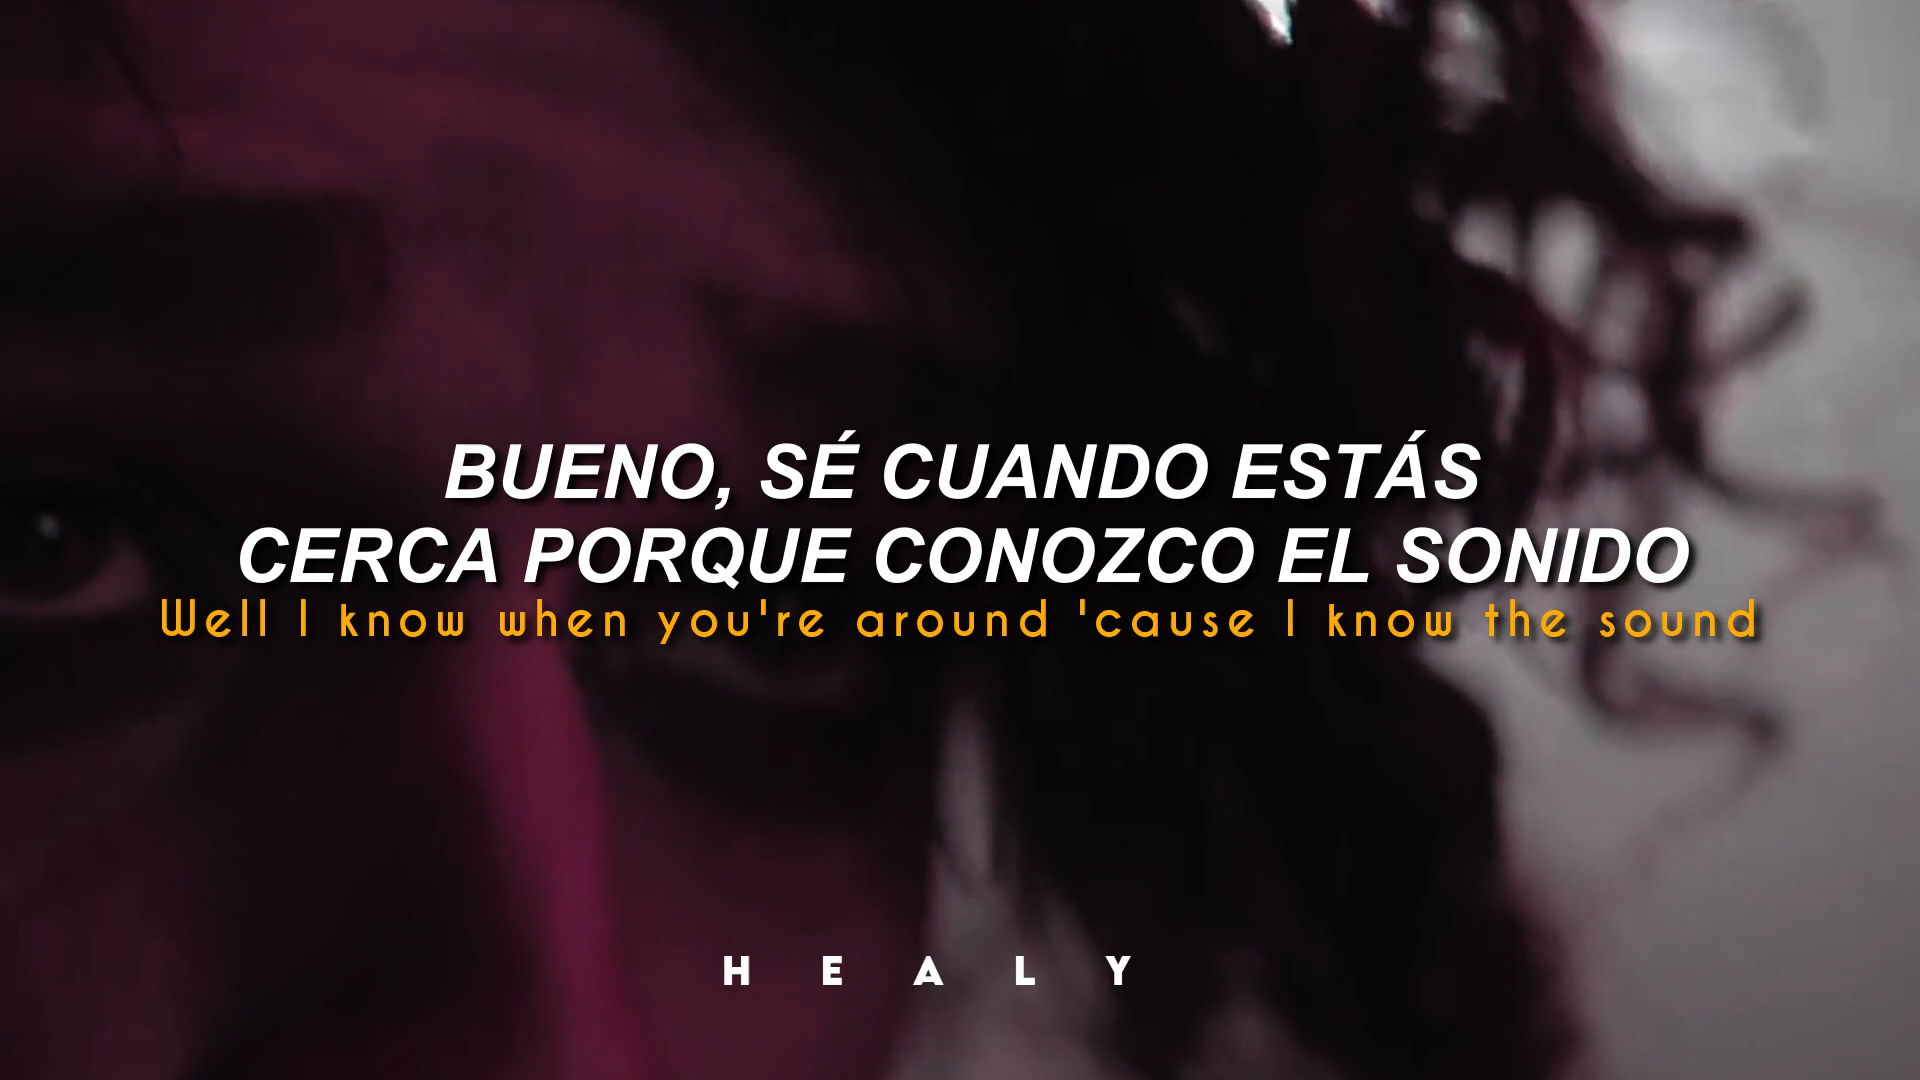 BUENO, SÉ CUANDO ESTÁS
CERCA PORQUE CONOZCO EL SONIDO
Well I know when you're around 'cause I know the sound
HEALY